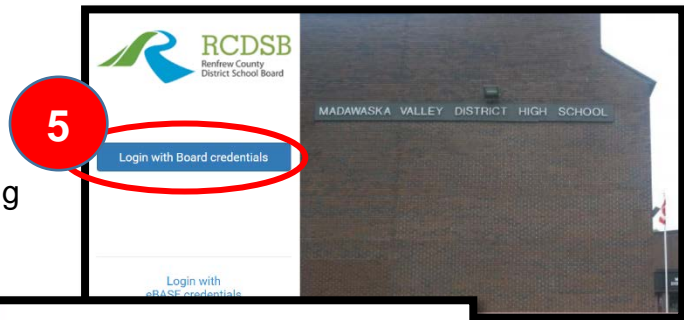 RCDSB
Renfrew County
District School Board
MADAWASKA VALLEY DISTRICT HIGH SCHOOL
5
Login with Board credentials
g
Login with
eBASE credentials